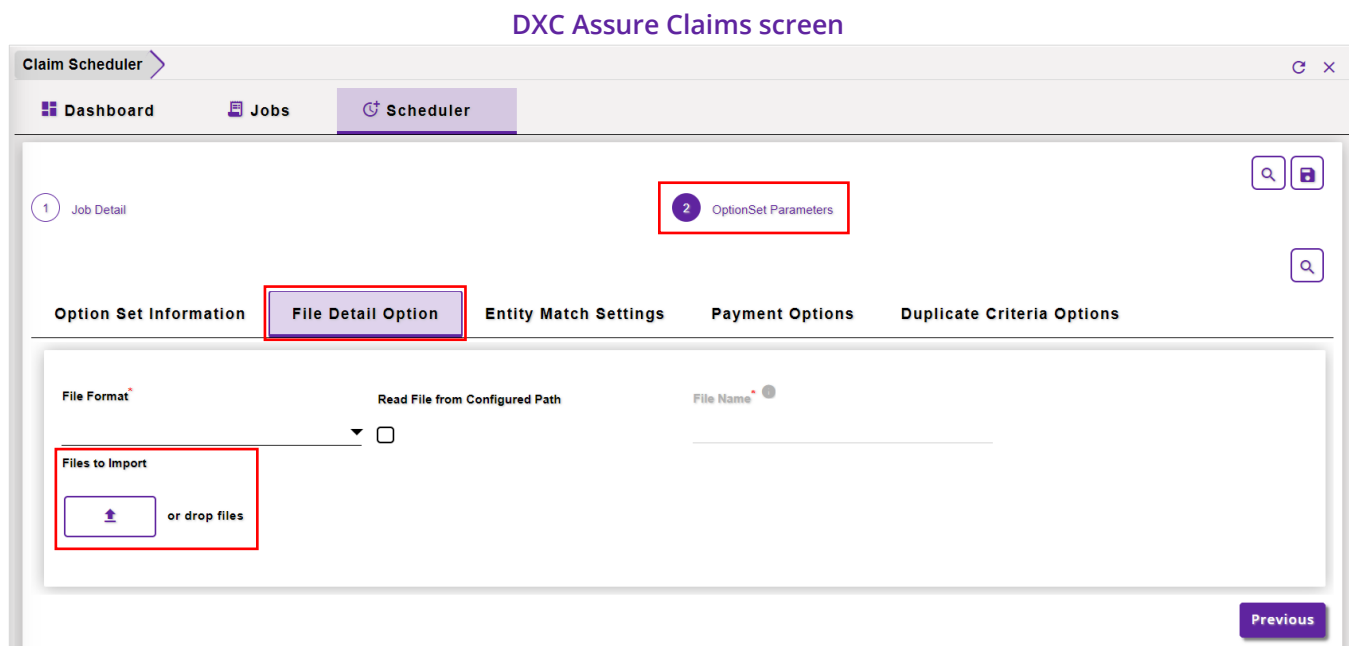 DXC Assure Claims screen
Claim Scheduler
Dashboard Jobs Scheduler
1 Job Detail 2 OptionSet Parameters
Option Set Information File Detail Option Entity Match Settings Payment Options Duplicate Criteria Options
File Format* Read File from Configured Path File Name*
Files to Import
or drop files
Previous